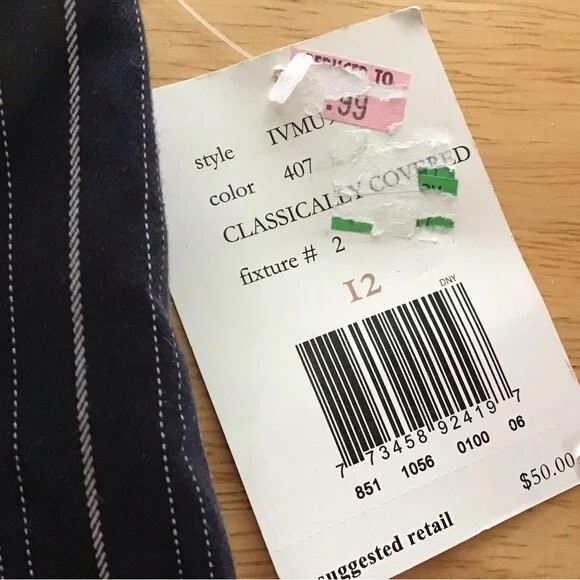 REDUCED TO
.99
style IVMU
color 407
CLASSICALLY COVERED
fixture # 2
12
DNY
7 73458 92419 7
851 1056 0100 06
$50.00
suggested retail